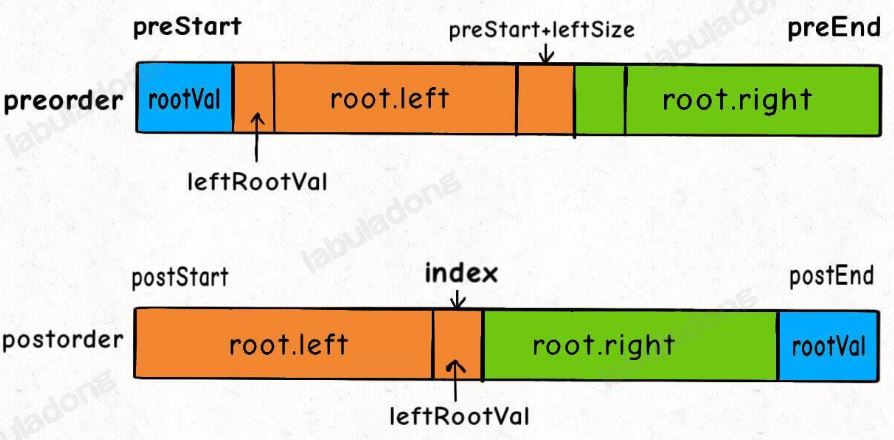 preStart preStart+leftSize preEnd
preorder rootVal root.left root.right
leftRootVal
labuladong
postStart index postEnd
postorder root.left root.right rootVal
leftRootVal